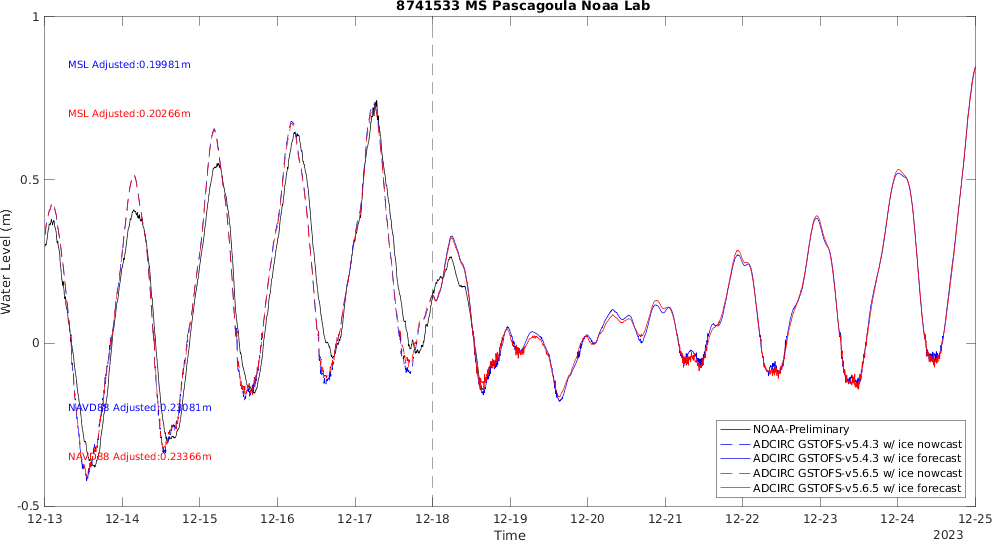 8741533 MS Pascagoula Noaa Lab
1
MSL Adjusted:0.19981m
MSL Adjusted:0.20266m
0.5
Water Level (m)
0
NAVD88 Adjusted:0.23081m
NAVD88 Adjusted:0.23366m
-0.5
NOAA-Preliminary
ADCIRC GSTOFS-v5.4.3 w/ ice nowcast
ADCIRC GSTOFS-v5.4.3 w/ ice forecast
ADCIRC GSTOFS-v5.6.5 w/ ice nowcast
ADCIRC GSTOFS-v5.6.5 w/ ice forecast
12-13 12-14 12-15 12-16 12-17 12-18 12-19 12-20 12-21 12-22 12-23 12-24 12-25
Time
2023